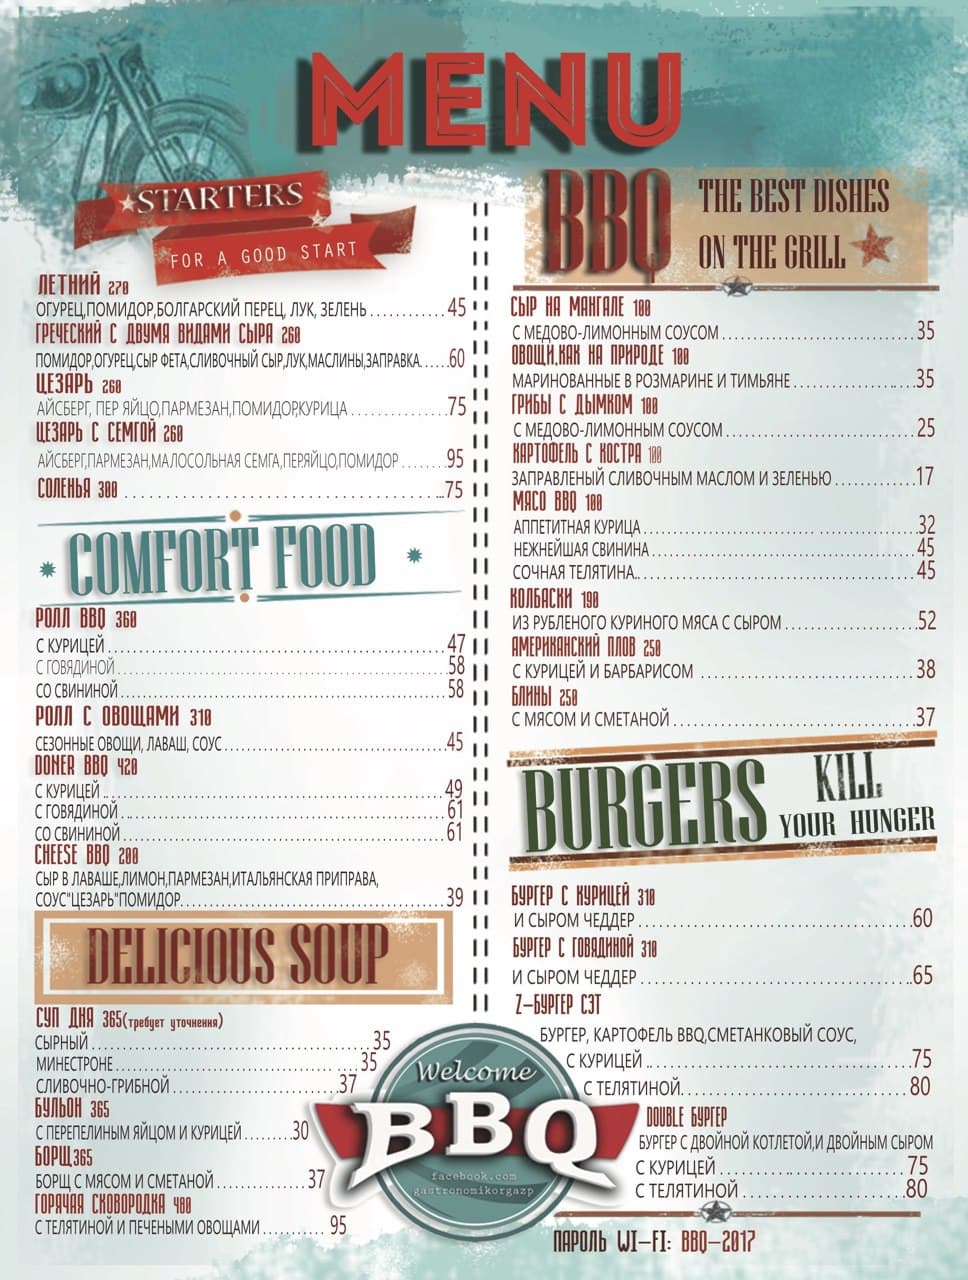 MENU
STARTERS
FOR A GOOD START
ЛЕТНИЙ 270
ОГУРЕЦ,ПОМИДОР,БОЛГАРСКИЙ ПЕРЕЦ, ЛУК, ЗЕЛЕНЬ............45
ГРЕЧЕСКИЙ С ДВУМЯ ВИДАМИ СЫРА 260
ПОМИДОР,ОГУРЕЦ,СЫР ФЕТА,СЛИВОЧНЫЙ СЫР,ЛУК,МАСЛИНЫ,ЗАПРАВКА......60
ЦЕЗАРЬ 260
АЙСБЕРГ, ПЕР ЯЙЦО,ПАРМЕЗАН,ПОМИДОР,КУРИЦА...............75
ЦЕЗАРЬ С СЕМГОЙ 260
АЙСБЕРГ,ПАРМЕЗАН,МАЛОСОЛЬНАЯ СЕМГА,ПЕР.ЯЙЦО,ПОМИДОР........95
СОЛЕНЬЯ 300......................................75
COMFORT FOOD
РОЛЛ BBQ 360
С КУРИЦЕЙ..................................................47
С ГОВЯДИНОЙ................................................58
СО СВИНИНОЙ................................................58
РОЛЛ С ОВОЩАМИ 310
СЕЗОННЫЕ ОВОЩИ, ЛАВАШ, СОУС................................45
DONER BBQ 420
С КУРИЦЕЙ..................................................49
С ГОВЯДИНОЙ................................................61
СО СВИНИНОЙ................................................61
CHEESE BBQ 200
СЫР В ЛАВАШЕ,ЛИМОН,ПАРМЕЗАН,ИТАЛЬЯНСКАЯ ПРИПРАВА,
СОУС"ЦЕЗАРЬ"ПОМИДОР........................................39
DELICIOUS SOUP
СУП ДНЯ 365(требует уточнения)
СЫРНЫЙ.....................................35
МИНЕСТРОНЕ.................................35
СЛИВОЧНО-ГРИБНОЙ..........................37
БУЛЬОН 365
С ПЕРЕПЕЛИНЫМ ЯЙЦОМ И КУРИЦЕЙ........30
БОРЩ365
БОРЩ С МЯСОМ И СМЕТАНОЙ..............37
ГОРЯЧАЯ СКОВОРОДКА 400
С ТЕЛЯТИНОЙ И ПЕЧЕНЫМИ ОВОЩАМИ........... 95
BBQ
THE BEST DISHES
ON THE GRILL
СЫР НА МАНГАЛЕ 100
С МЕДОВО-ЛИМОННЫМ СОУСОМ..............................35
ОВОЩИ,КАК НА ПРИРОДЕ 100
МАРИНОВАННЫЕ В РОЗМАРИНЕ И ТИМЬЯНЕ....................35
ГРИБЫ С ДЫМКОМ 100
С МЕДОВО-ЛИМОННЫМ СОУСОМ..............................25
КАРТОФЕЛЬ С КОСТРА 100
ЗАПРАВЛЕНЫЙ СЛИВОЧНЫМ МАСЛОМ И ЗЕЛЕНЬЮ.............17
МЯСО BBQ 100
АППЕТИТНАЯ КУРИЦА.........................................32
НЕЖНЕЙШАЯ СВИНИНА.........................................45
СОЧНАЯ ТЕЛЯТИНА...........................................45
КОЛБАСКИ 190
ИЗ РУБЛЕНОГО КУРИНОГО МЯСА С СЫРОМ....................52
АМЕРИКАНСКИЙ ПЛОВ 250
С КУРИЦЕЙ И БАРБАРИСОМ ...............................38
БЛИНЫ 250
С МЯСОМ И СМЕТАНОЙ....................................37
BURGERS
KILL
YOUR HUNGER
БУРГЕР С КУРИЦЕЙ 310
И СЫРОМ ЧЕДДЕР........................................60
БУРГЕР С ГОВЯДИНОЙ 310
И СЫРОМ ЧЕДДЕР........................................65
Z-БУРГЕР СЭТ
БУРГЕР, КАРТОФЕЛЬ BBQ,СМЕТАНКОВЫЙ СОУС,
С КУРИЦЕЙ.......................................75
С ТЕЛЯТИНОЙ..................................80
DOUBLE БУРГЕР
БУРГЕР С ДВОЙНОЙ КОТЛЕТОЙ,И ДВОЙНЫМ СЫРОМ
С КУРИЦЕЙ............................75
С ТЕЛЯТИНОЙ.........................80
Welcome
BBQ
facebook.com
gastronomikorgazp
ПАРОЛЬ WI-FI: BBQ-2017